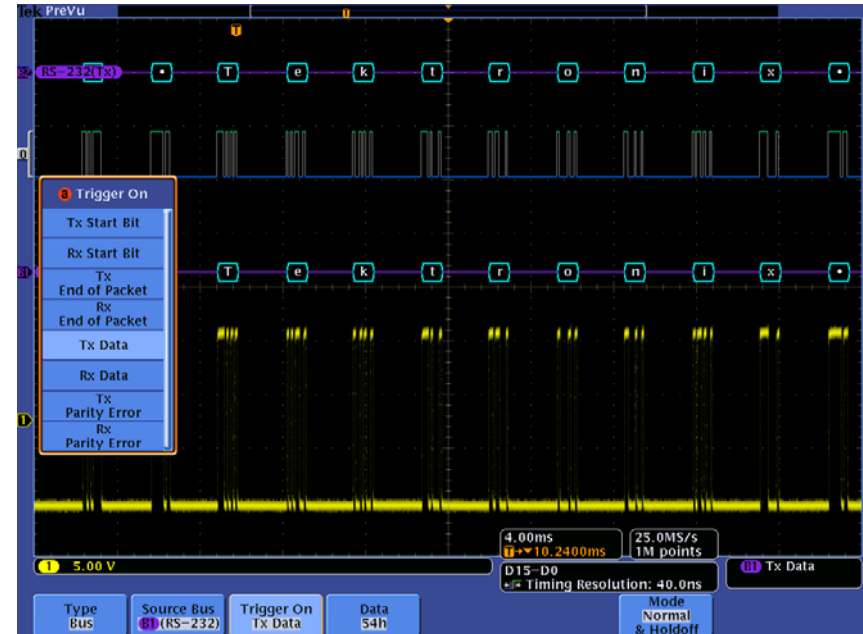 Tek PreVu
T
T
B2 RS-232(Tx) • T e k t r o n i x •
0
a Trigger On
Tx Start Bit
Rx Start Bit
B1 T e k t r o n i x •
Tx
End of Packet
Rx
End of Packet
Tx Data
Rx Data
Tx
Parity Error
Rx
Parity Error
1
4.00ms
T→▼10.2400ms
25.0MS/s
1M points
1 5.00 V
D15-D0
Timing Resolution: 40.0ns
B1 Tx Data
Type
Bus
Source Bus
B1 (RS-232)
Trigger On
Tx Data
Data
54h
Mode
Normal
& Holdoff